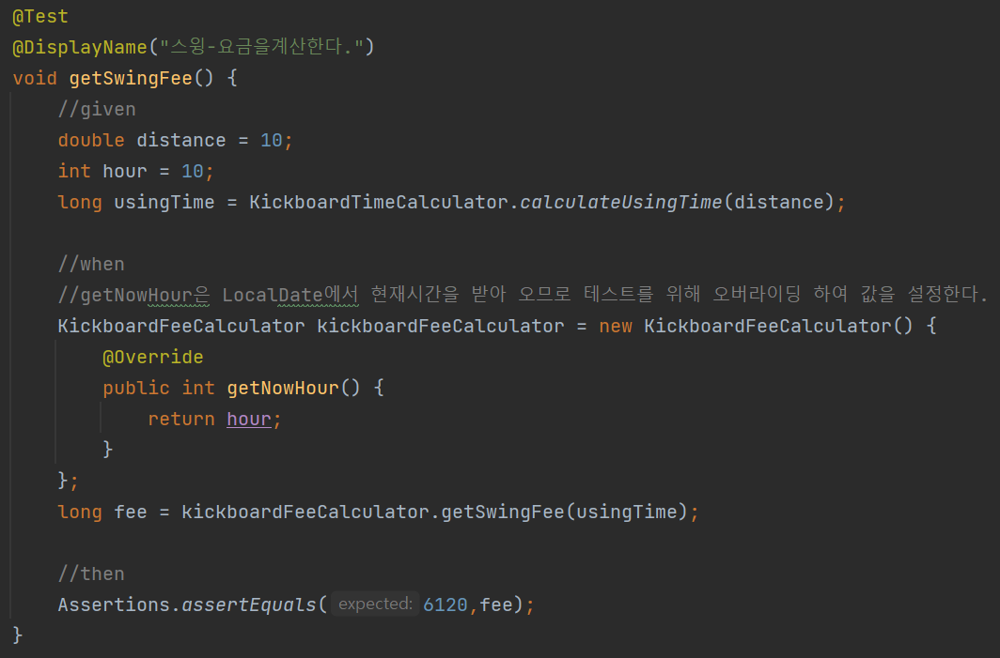 @Test
@DisplayName("스윙-요금을계산한다.")
void getSwingFee() {
//given
double distance = 10;
int hour = 10;
long usingTime = KickboardTimeCalculator.calculateUsingTime(distance);
//when
//getNowHour은 LocalDate에서 현재시간을 받아 오므로 테스트를 위해 오버라이딩 하여 값을 설정한다.
KickboardFeeCalculator kickboardFeeCalculator = new KickboardFeeCalculator() {
@Override
public int getNowHour() {
return hour;
}
};
long fee = kickboardFeeCalculator.getSwingFee(usingTime);
//then
Assertions.assertEquals( expected: 6120,fee);
}